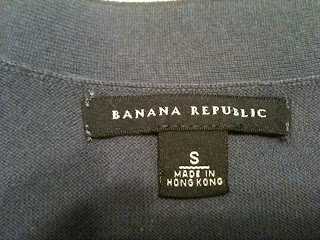 BANANA REPUBLIC
S
MADE IN
HONG KONG